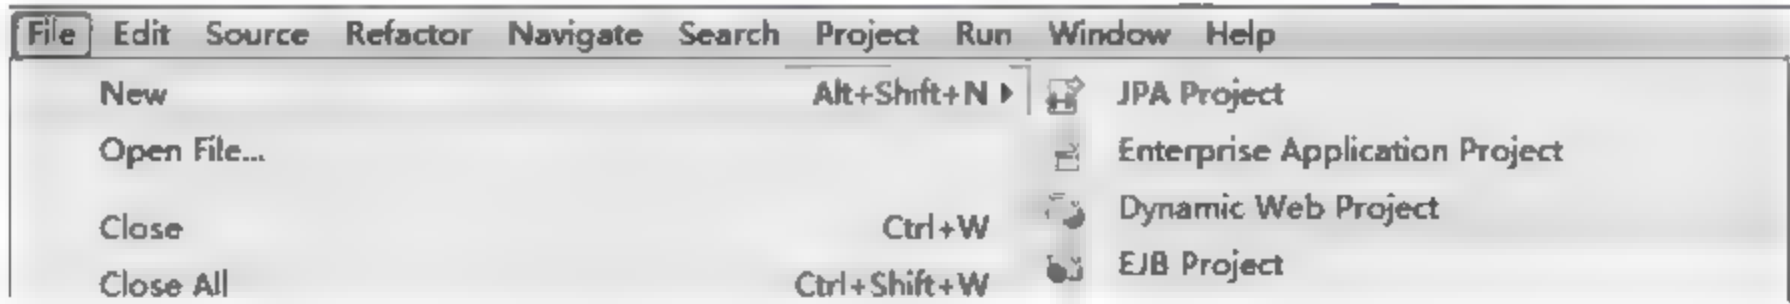 File Edit Source Refactor Navigate Search Project Run Window Help
New Alt+Shift+N JPA Project
Open File... Enterprise Application Project
Dynamic Web Project
Close Ctrl+W
EJB Project
Close All Ctrl+Shift+W